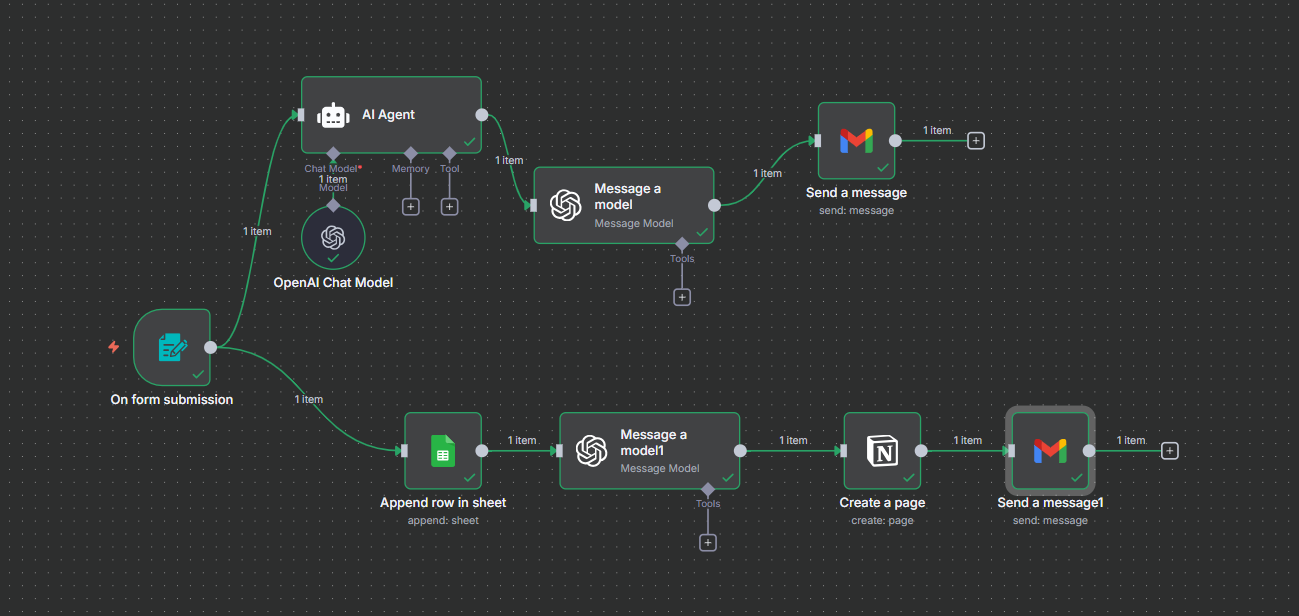 AI Agent
Chat Model*
1 item
Model
Memory
Tool
OpenAI Chat Model
1 item
1 item
Message a
model
Message Model
Tools
1 item
Send a message
send: message
1 item
On form submission
1 item
Append row in sheet
append: sheet
1 item
Message a
model1
Message Model
Tools
1 item
N
Create a page
create: page
1 item
Send a message1
send: message
1 item